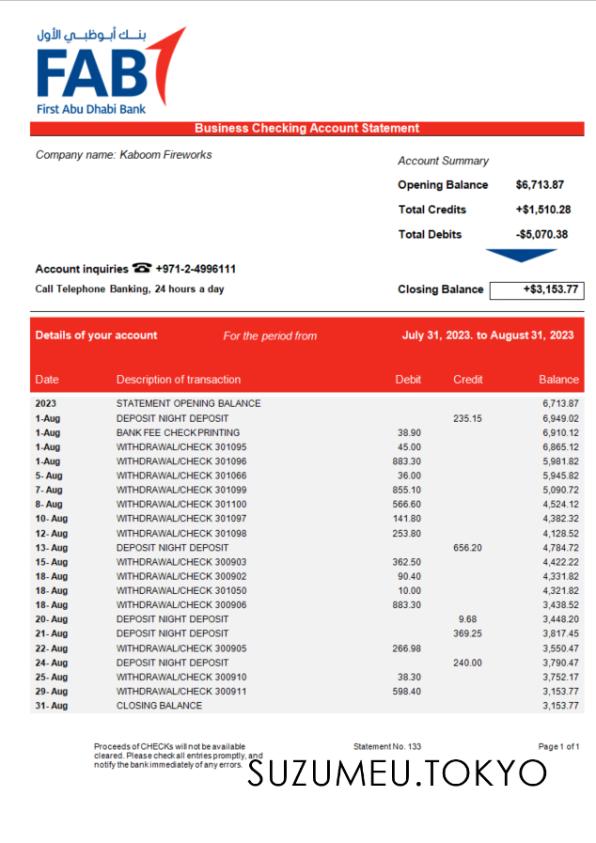 بنـك أبـوظبـي الأول
FAB
First Abu Dhabi Bank
Business Checking Account Statement
Company name: Kaboom Fireworks
Account Summary
Opening Balance $6,713.87
Total Credits +$1,510.28
Total Debits -$5,070.38
Account inquiries ☎ +971-2-4996111
Call Telephone Banking, 24 hours a day
Closing Balance +$3,153.77
Details of your account For the period from July 31, 2023. to August 31, 2023
Date Description of transaction Debit Credit Balance
2023 STATEMENT OPENING BALANCE 6,713.87
1-Aug DEPOSIT NIGHT DEPOSIT 235.15 6,949.02
1-Aug BANK FEE CHECKPRINTING 38.90 6,910.12
1-Aug WITHDRAWAL/CHECK 301095 45.00 6,865.12
1-Aug WITHDRAWAL/CHECK 301096 883.30 5,981.82
5- Aug WITHDRAWAL/CHECK 301066 36.00 5,945.82
7- Aug WITHDRAWAL/CHECK 301099 855.10 5,090.72
8- Aug WITHDRAWAL/CHECK 301100 566.60 4,524.12
10- Aug WITHDRAWAL/CHECK 301097 141.80 4,382.32
12- Aug WITHDRAWAL/CHECK 301098 253.80 4,128.52
13- Aug DEPOSIT NIGHT DEPOSIT 656.20 4,784.72
15- Aug WITHDRAWAL/CHECK 300903 362.50 4,422.22
18- Aug WITHDRAWAL/CHECK 300902 90.40 4,331.82
18- Aug WITHDRAWAL/CHECK 301050 10.00 4,321.82
18- Aug WITHDRAWAL/CHECK 300906 883.30 3,438.52
20- Aug DEPOSIT NIGHT DEPOSIT 9.68 3,448.20
21- Aug DEPOSIT NIGHT DEPOSIT 369.25 3,817.45
22- Aug WITHDRAWAL/CHECK 300905 266.98 3,550.47
24- Aug DEPOSIT NIGHT DEPOSIT 240.00 3,790.47
25- Aug WITHDRAWAL/CHECK 300910 38.30 3,752.17
29- Aug WITHDRAWAL/CHECK 300911 598.40 3,153.77
31- Aug CLOSING BALANCE 3,153.77
Proceeds of CHECKs will not be available Statement No. 133 Page 1 of 1
cleared. Please check all entries promptly, and
notify the bank immediately of any errors.
SUZUMEU.TOKYO